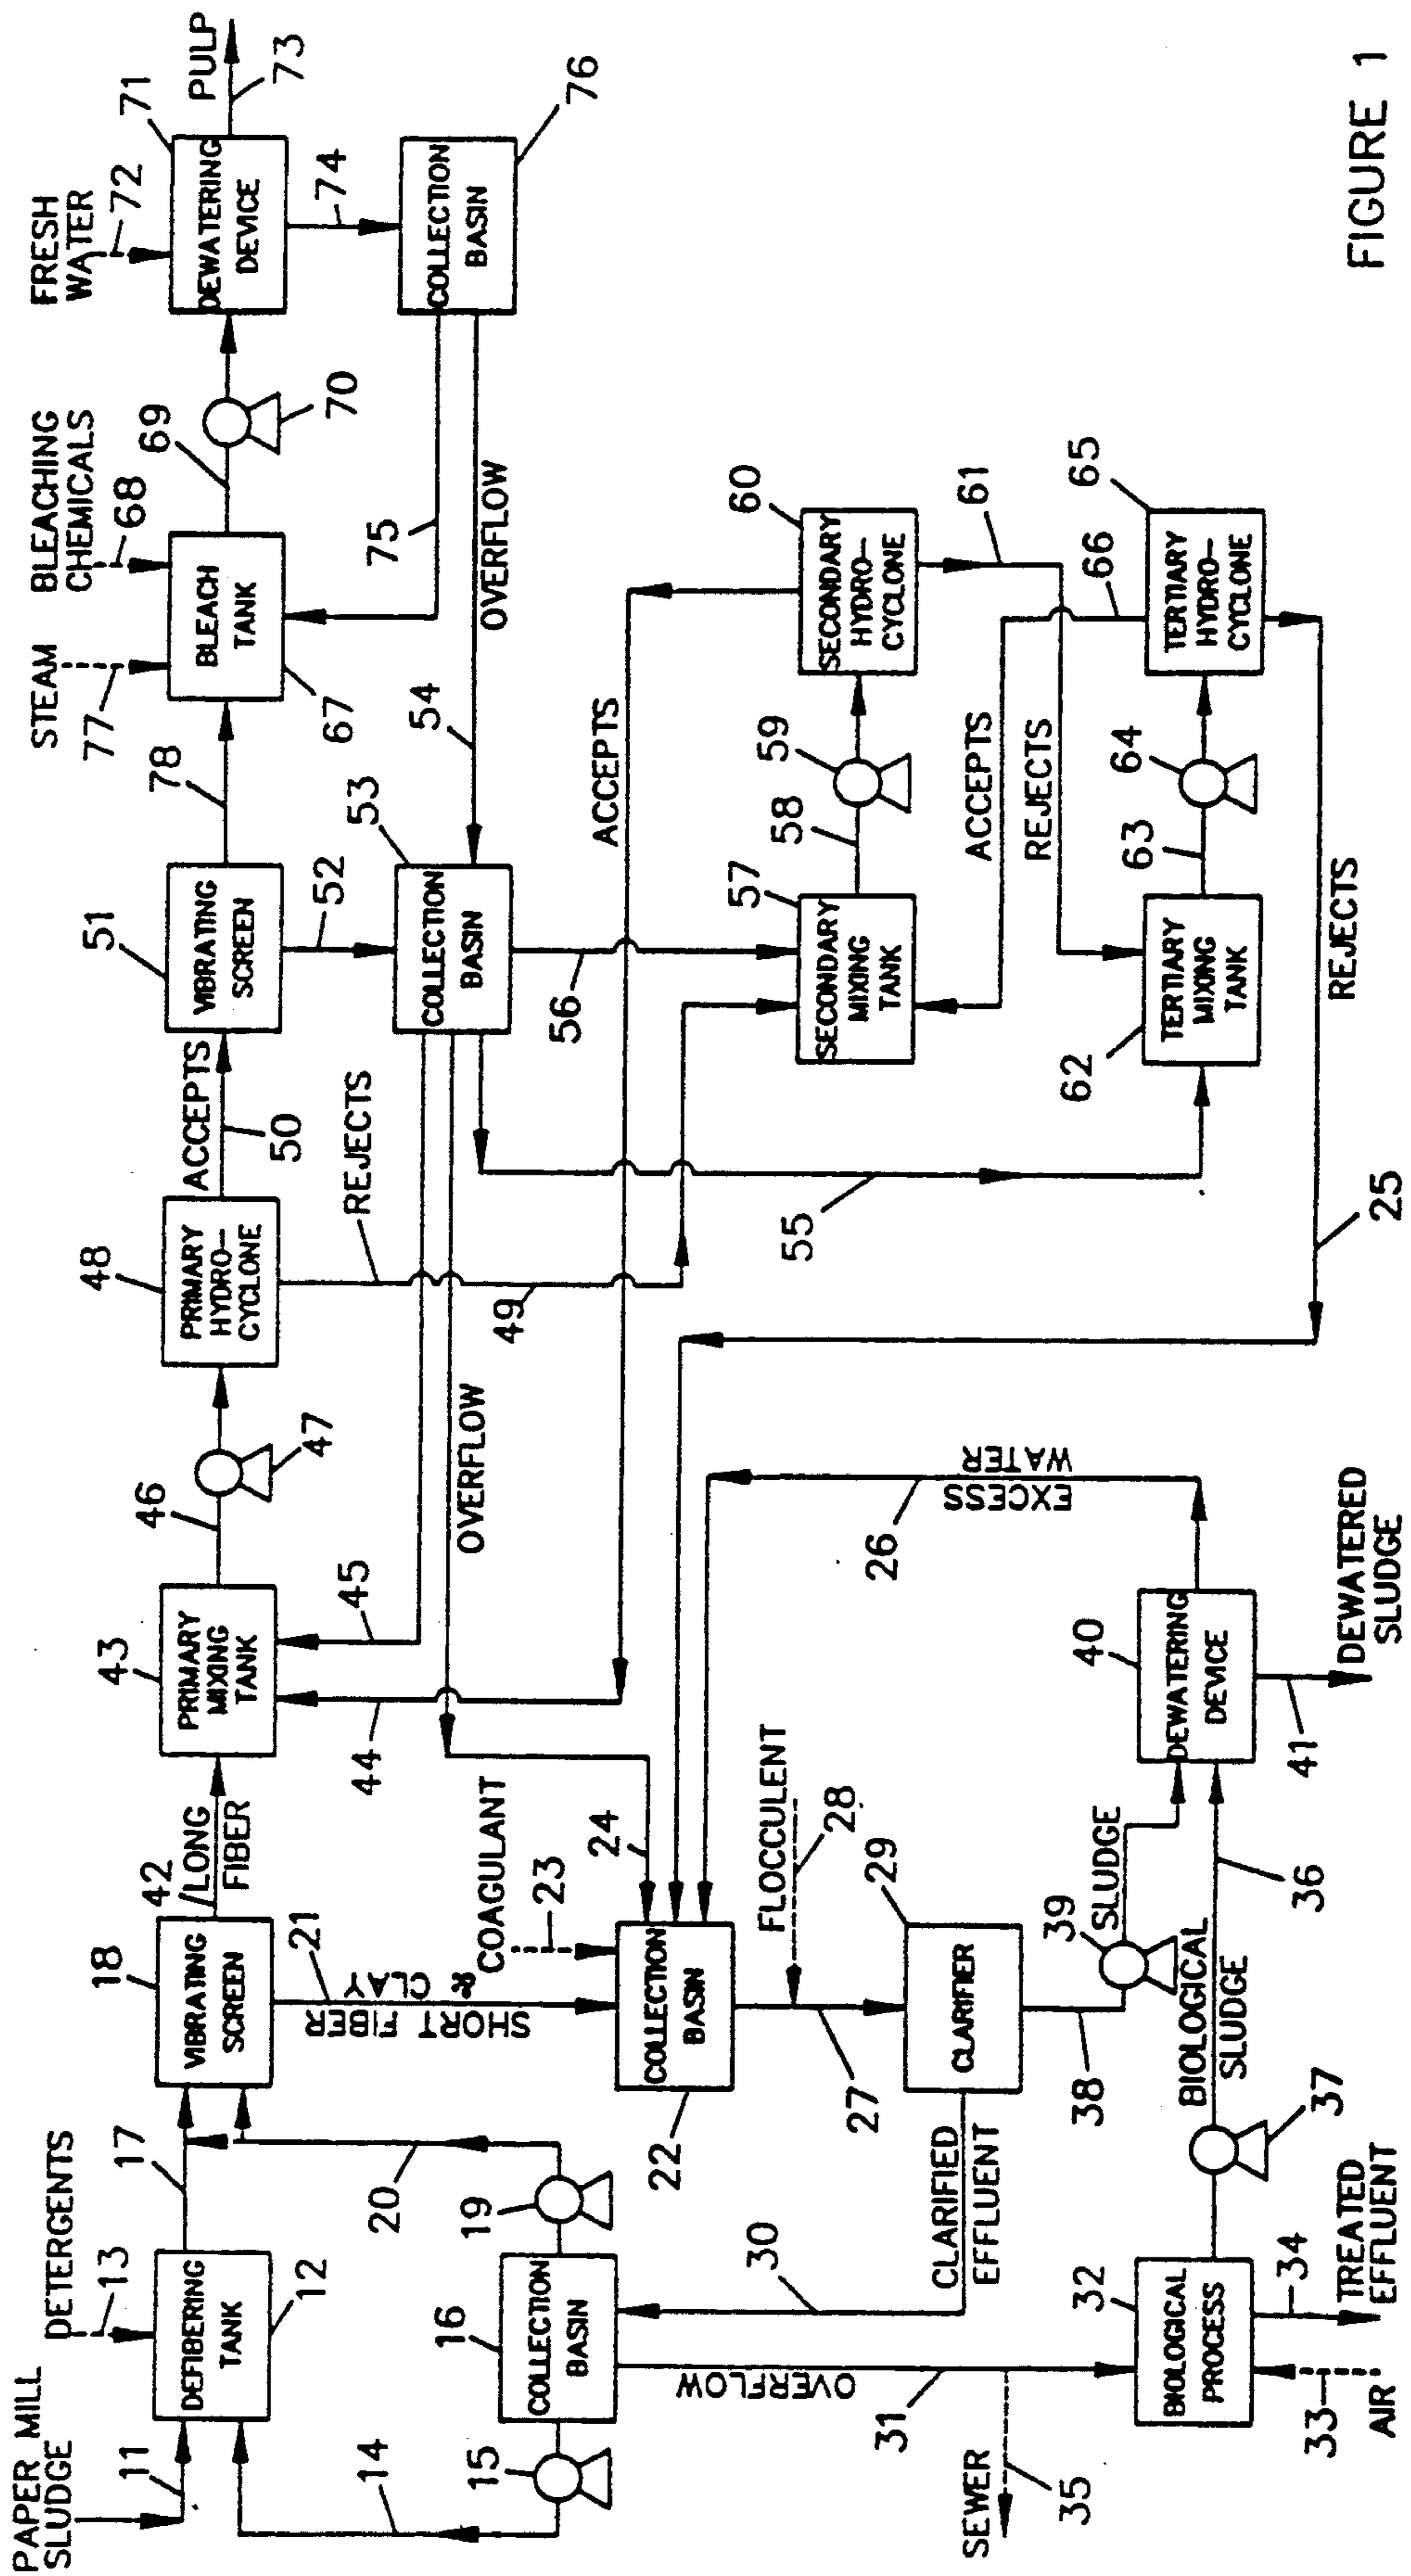 PAPER MILL
SLUDGE
11
DETERGENTS
13
DEFIBERING
TANK
12
14
15
16
COLLECTION
BASIN
19
20
17
18
VIBRATING
SCREEN
42
LONG
FIBER
21
SHORT FIBER
& CLAY
COAGULANT
23
24
22
COLLECTION
BASIN
FLOCCULENT
28
27
29
CLARIFIER
CLARIFIED
EFFLUENT
30
OVERFLOW
31
SEWER
35
32
BIOLOGICAL
PROCESS
33
AIR
34
TREATED
EFFLUENT
37
BIOLOGICAL
SLUDGE
36
38
39
SLUDGE
40
DEWATERING
DEVICE
41
DEWATERED
SLUDGE
26
EXCESS
WATER
43
PRIMARY
MIXING
TANK
44
45
46
47
48
PRIMARY
HYDRO-
CYCLONE
REJECTS
49
ACCEPTS
50
51
VIBRATING
SCREEN
52
53
COLLECTION
BASIN
OVERFLOW
54
OVERFLOW
55
56
57
SECONDARY
MIXING
TANK
58
59
60
SECONDARY
HYDRO-
CYCLONE
ACCEPTS
61
REJECTS
62
TERTIARY
MIXING
TANK
63
64
65
TERTIARY
HYDRO-
CYCLONE
66
ACCEPTS
REJECTS
25
78
STEAM
77
BLEACHING
CHEMICALS
68
BLEACH
TANK
67
69
70
FRESH
WATER
72
71
DEWATERING
DEVICE
PULP
73
74
75
COLLECTION
BASIN
76
FIGURE 1